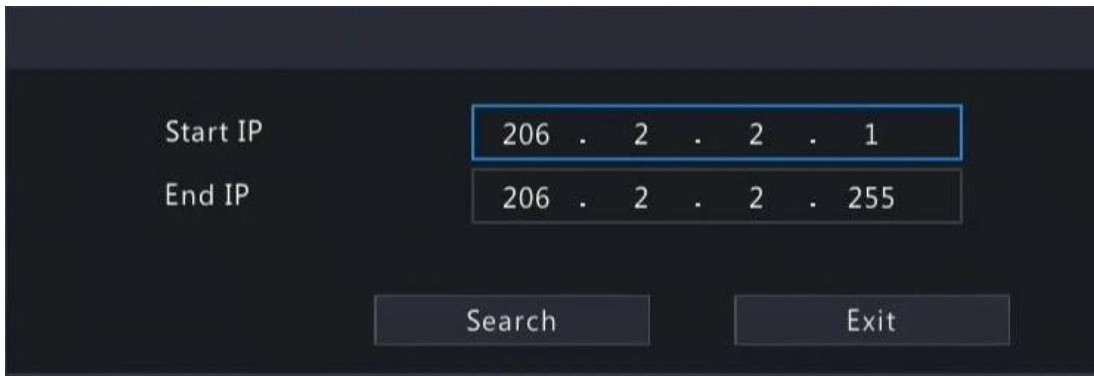 Start IP 206 . 2 . 2 . 1
End IP 206 . 2 . 2 . 255
Search Exit